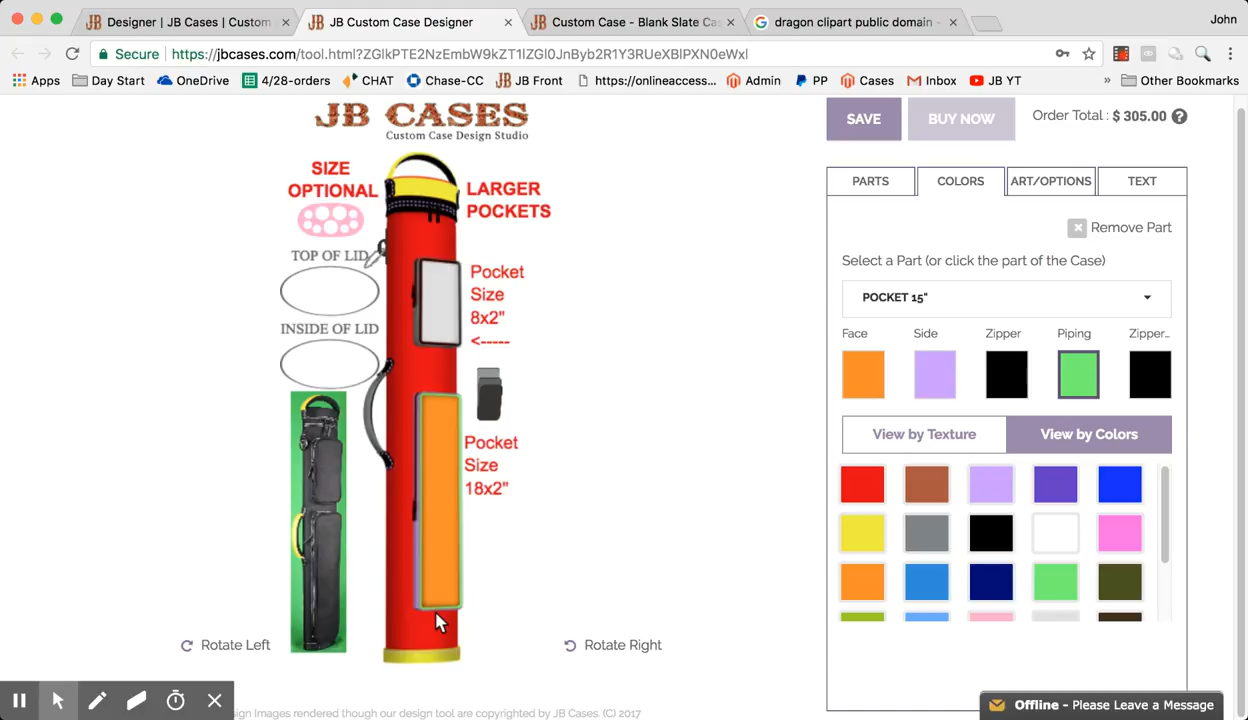 Designer | JB Cases | Custom
JB Custom Case Designer
Custom Case - Blank Slate Cas
dragon clipart public domain -
John
Secure
https://jbcases.com/tool.html?ZGlkPTE2NzEmbW9kZT1lZGl0JnByb2R1Y3RUeXBlPXN0eWxl
Apps
Day Start
OneDrive
4/28-orders
CHAT
Chase-CC
JB Front
https://onlineaccess...
Admin
PP
Cases
Inbox
JB YT
»
Other Bookmarks
JB CASES
Custom Case Design Studio
SAVE
BUY NOW
Order Total : $ 305.00 ?
SIZE
OPTIONAL
LARGER
POCKETS
TOP OF LID
INSIDE OF LID
Pocket
Size
8x2"
<-----
Pocket
Size
18x2"
Rotate Left
Rotate Right
PARTS
COLORS
ART/OPTIONS
TEXT
Remove Part
Select a Part (or click the part of the Case)
POCKET 15"
Face
Side
Zipper
Piping
Zipper...
View by Texture
View by Colors
sign Images rendered though our design tool are copyrighted by JB Cases. (C) 2017
Offline - Please Leave a Message